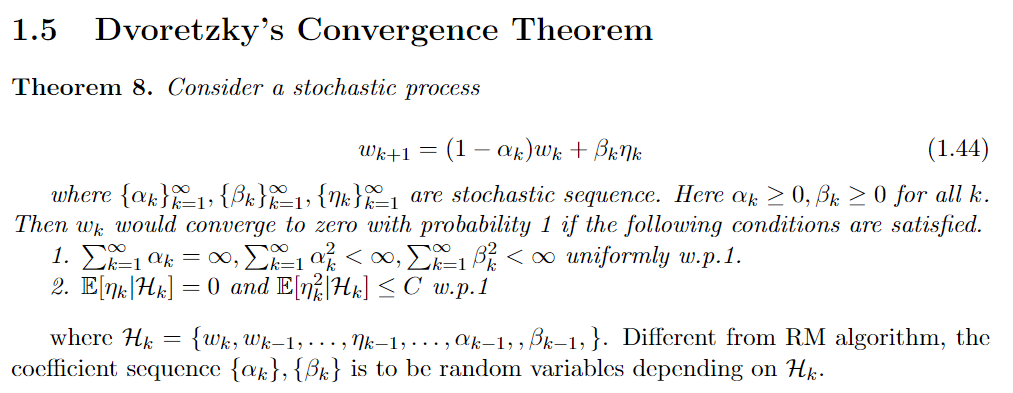 1.5 Dvoretzky's Convergence Theorem
Theorem 8. Consider a stochastic process
w_{k+1} = (1 − α_k)w_k + β_kη_k (1.44)
where {α_k}_{k=1}^∞, {β_k}_{k=1}^∞, {η_k}_{k=1}^∞ are stochastic sequence. Here α_k ≥ 0, β_k ≥ 0 for all k.
Then w_k would converge to zero with probability 1 if the following conditions are satisfied.
1. ∑_{k=1}^∞ α_k = ∞, ∑_{k=1}^∞ α_k^2 < ∞, ∑_{k=1}^∞ β_k^2 < ∞ uniformly w.p.1.
2. 𝔼[η_k|ℋ_k] = 0 and 𝔼[η_k^2|ℋ_k] ≤ C w.p.1
where ℋ_k = {w_k, w_{k−1}, . . . , η_{k−1}, . . . , α_{k−1}, , β_{k−1}, }. Different from RM algorithm, the
coefficient sequence {α_k}, {β_k} is to be random variables depending on ℋ_k.